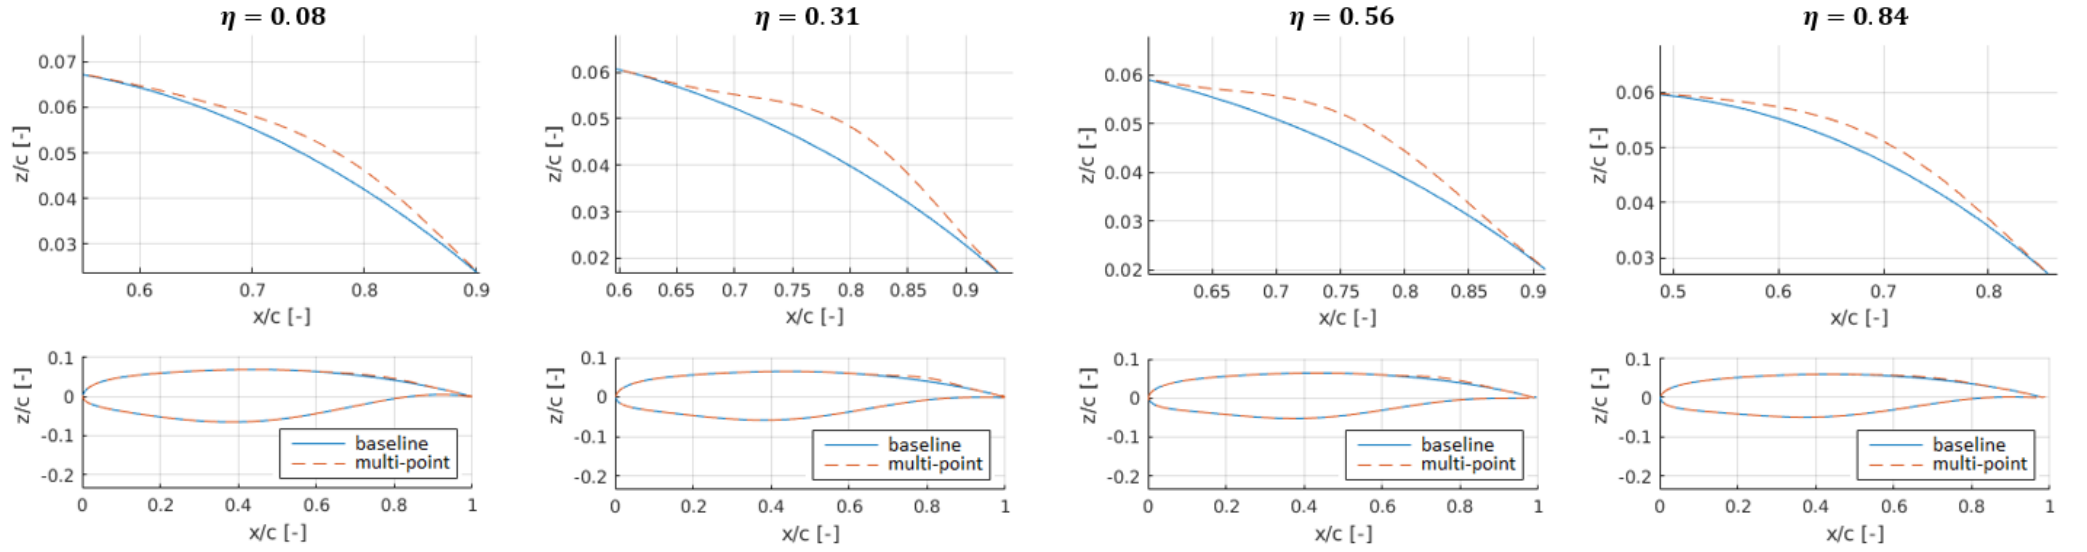 η = 0.08
η = 0.31
η = 0.56
η = 0.84
z/c [-]
0.07
0.06
0.05
0.04
0.03
0.6 0.7 0.8 0.9
x/c [-]
z/c [-]
0.06
0.05
0.04
0.03
0.02
0.6 0.65 0.7 0.75 0.8 0.85 0.9
x/c [-]
z/c [-]
0.06
0.05
0.04
0.03
0.02
0.65 0.7 0.75 0.8 0.85 0.9
x/c [-]
z/c [-]
0.06
0.05
0.04
0.03
0.5 0.6 0.7 0.8
x/c [-]
z/c [-]
0.1
0
-0.1
-0.2
baseline
multi-point
0 0.2 0.4 0.6 0.8 1
x/c [-]
z/c [-]
0.1
0
-0.1
-0.2
baseline
multi-point
0 0.2 0.4 0.6 0.8 1
x/c [-]
z/c [-]
0.1
0
-0.1
-0.2
baseline
multi-point
0 0.2 0.4 0.6 0.8 1
x/c [-]
z/c [-]
0.1
0
-0.1
-0.2
baseline
multi-point
0 0.2 0.4 0.6 0.8 1
x/c [-]